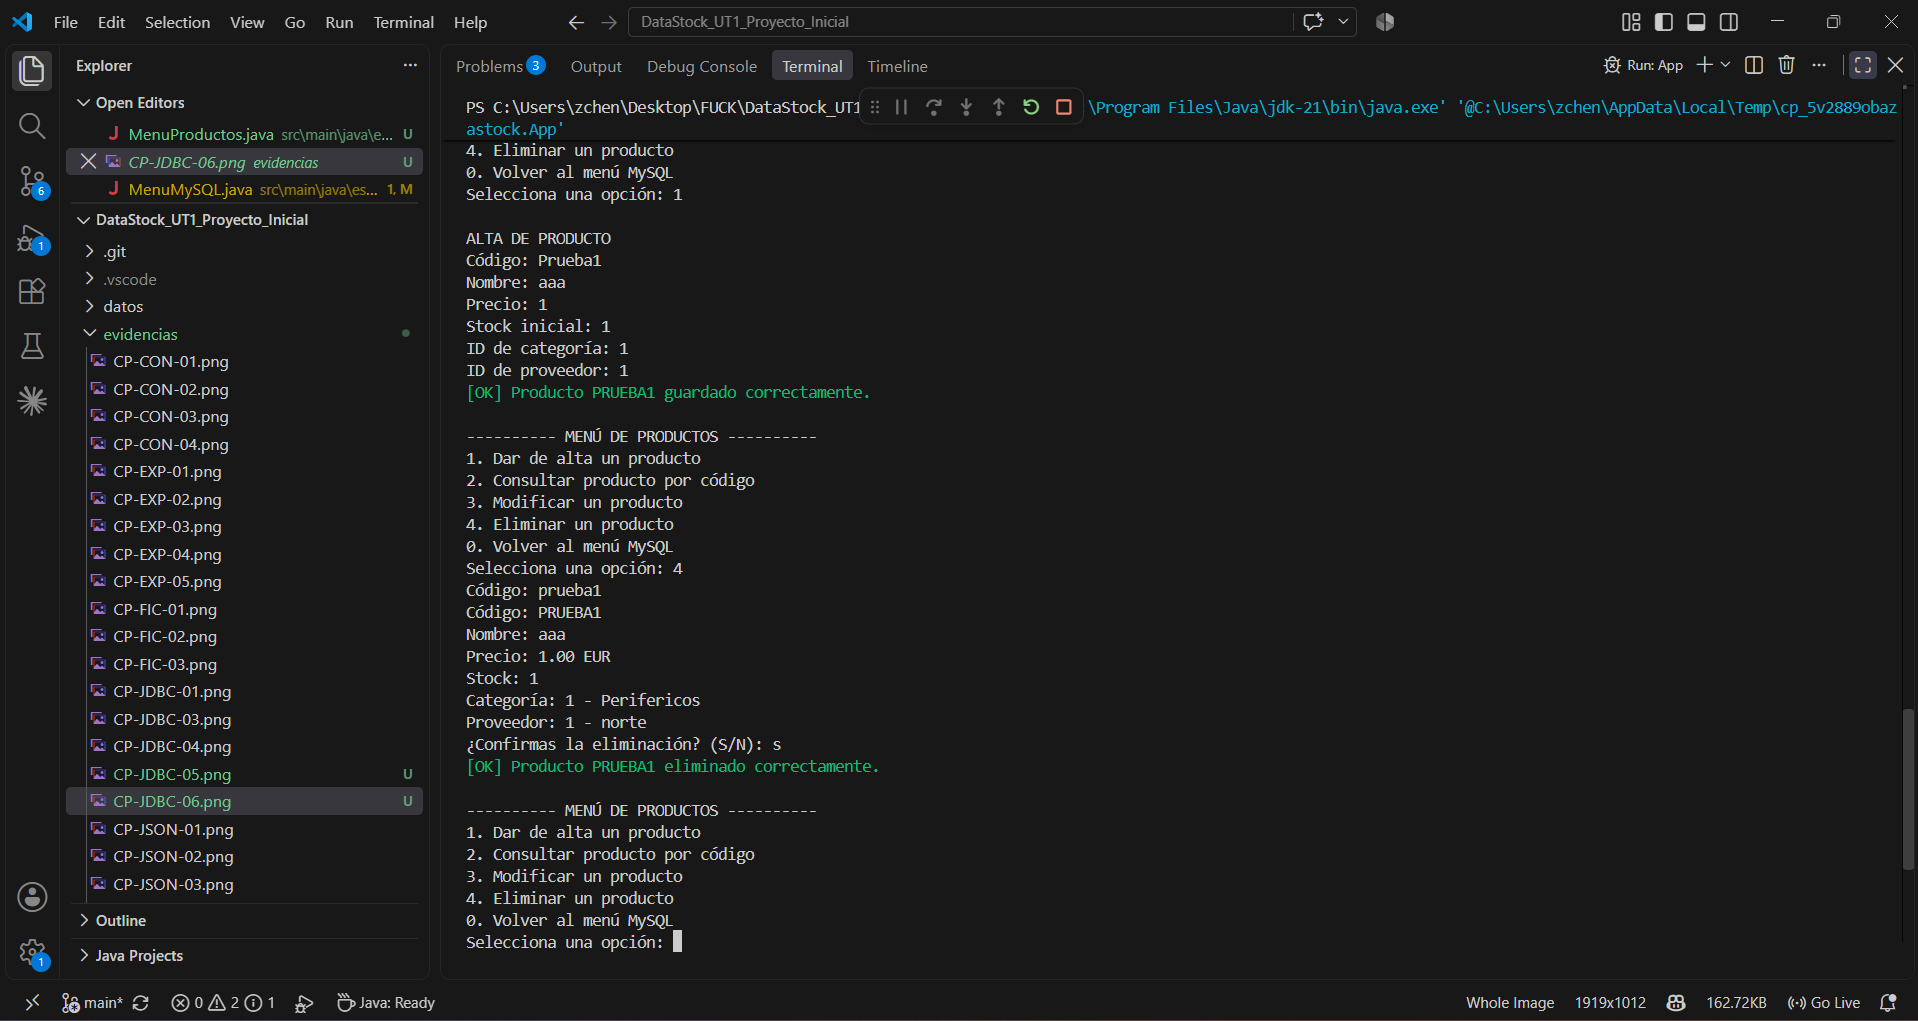 File Edit Selection View Go Run Terminal Help
DataStock_UT1_Proyecto_Inicial
Explorer
Open Editors
MenuProductos.java src\main\java\e... U
CP-JDBC-06.png evidencias U
MenuMySQL.java src\main\java\es... 1, M
DataStock_UT1_Proyecto_Inicial
.git
.vscode
datos
evidencias
CP-CON-01.png
CP-CON-02.png
CP-CON-03.png
CP-CON-04.png
CP-EXP-01.png
CP-EXP-02.png
CP-EXP-03.png
CP-EXP-04.png
CP-EXP-05.png
CP-FIC-01.png
CP-FIC-02.png
CP-FIC-03.png
CP-JDBC-01.png
CP-JDBC-03.png
CP-JDBC-04.png
CP-JDBC-05.png U
CP-JDBC-06.png U
CP-JSON-01.png
CP-JSON-02.png
CP-JSON-03.png
Outline
Java Projects
6
1
1
Problems 3 Output Debug Console Terminal Timeline
Run: App
PS C:\Users\zchen\Desktop\FUCK\DataStock_UT1 \Program Files\Java\jdk-21\bin\java.exe' '@C:\Users\zchen\AppData\Local\Temp\cp_5v2889obaz
astock.App'
4. Eliminar un producto
0. Volver al menú MySQL
Selecciona una opción: 1
ALTA DE PRODUCTO
Código: Prueba1
Nombre: aaa
Precio: 1
Stock inicial: 1
ID de categoría: 1
ID de proveedor: 1
[OK] Producto PRUEBA1 guardado correctamente.
---------- MENÚ DE PRODUCTOS ----------
1. Dar de alta un producto
2. Consultar producto por código
3. Modificar un producto
4. Eliminar un producto
0. Volver al menú MySQL
Selecciona una opción: 4
Código: prueba1
Código: PRUEBA1
Nombre: aaa
Precio: 1.00 EUR
Stock: 1
Categoría: 1 - Perifericos
Proveedor: 1 - norte
¿Confirmas la eliminación? (S/N): s
[OK] Producto PRUEBA1 eliminado correctamente.
---------- MENÚ DE PRODUCTOS ----------
1. Dar de alta un producto
2. Consultar producto por código
3. Modificar un producto
4. Eliminar un producto
0. Volver al menú MySQL
Selecciona una opción:
main* 0 2 1 Java: Ready
Whole Image 1919x1012 162.72KB Go Live